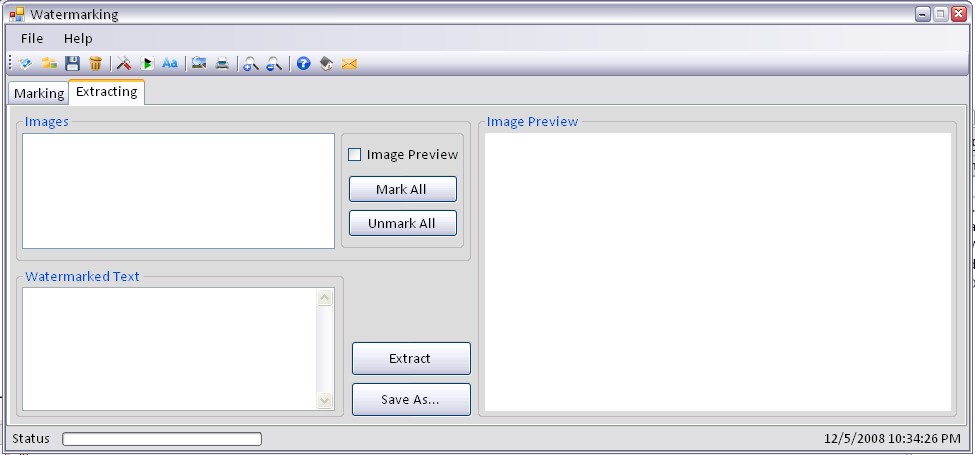 Watermarking
File Help
Aa
Marking Extracting
Images
Image Preview
Mark All
Unmark All
Watermarked Text
Extract
Save As...
Image Preview
Status
12/5/2008 10:34:26 PM